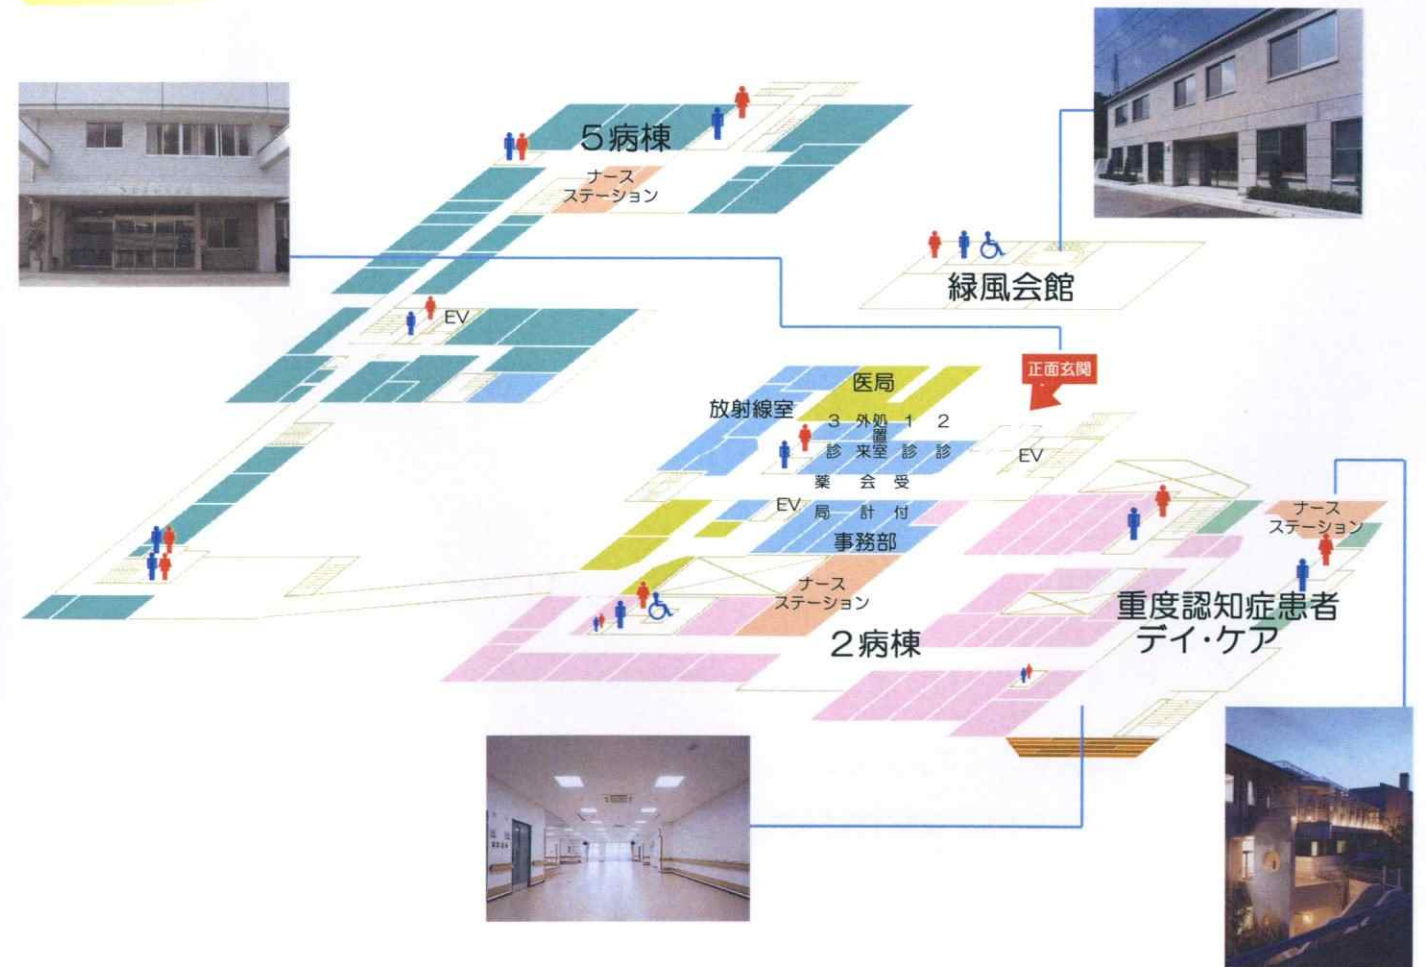 5病棟
ナース
ステーション
緑風会館
EV
正面玄関
医局
放射線室
3診
外来
処置室
1診
2診
EV
薬局
会計
受付
EV
事務部
ナース
ステーション
ナース
ステーション
2病棟
重度認知症患者
デイ・ケア